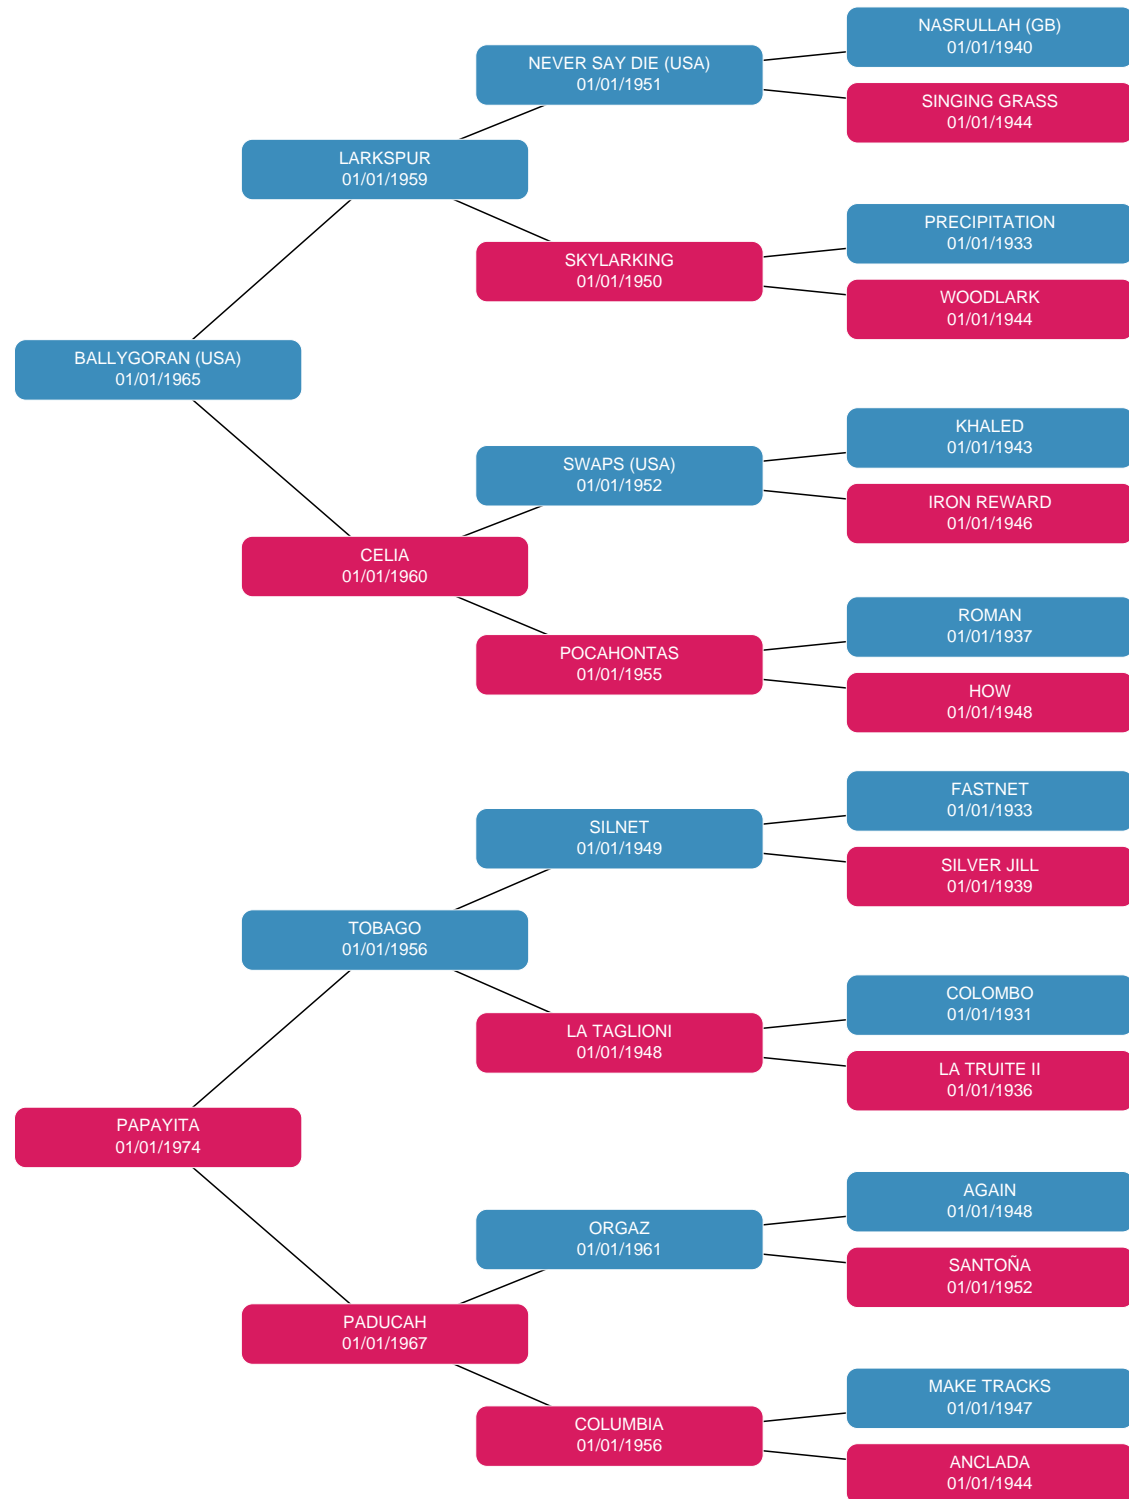 NASRULLAH (GB)
01/01/1940
NEVER SAY DIE (USA)
01/01/1951
SINGING GRASS
01/01/1944
LARKSPUR
01/01/1959
PRECIPITATION
01/01/1933
SKYLARKING
01/01/1950
WOODLARK
01/01/1944
BALLYGORAN (USA)
01/01/1965
KHALED
01/01/1943
SWAPS (USA)
01/01/1952
IRON REWARD
01/01/1946
CELIA
01/01/1960
ROMAN
01/01/1937
POCAHONTAS
01/01/1955
HOW
01/01/1948
FASTNET
01/01/1933
SILNET
01/01/1949
SILVER JILL
01/01/1939
TOBAGO
01/01/1956
COLOMBO
01/01/1931
LA TAGLIONI
01/01/1948
LA TRUITE II
01/01/1936
PAPAYITA
01/01/1974
AGAIN
01/01/1948
ORGAZ
01/01/1961
SANTOÑA
01/01/1952
PADUCAH
01/01/1967
MAKE TRACKS
01/01/1947
COLUMBIA
01/01/1956
ANCLADA
01/01/1944